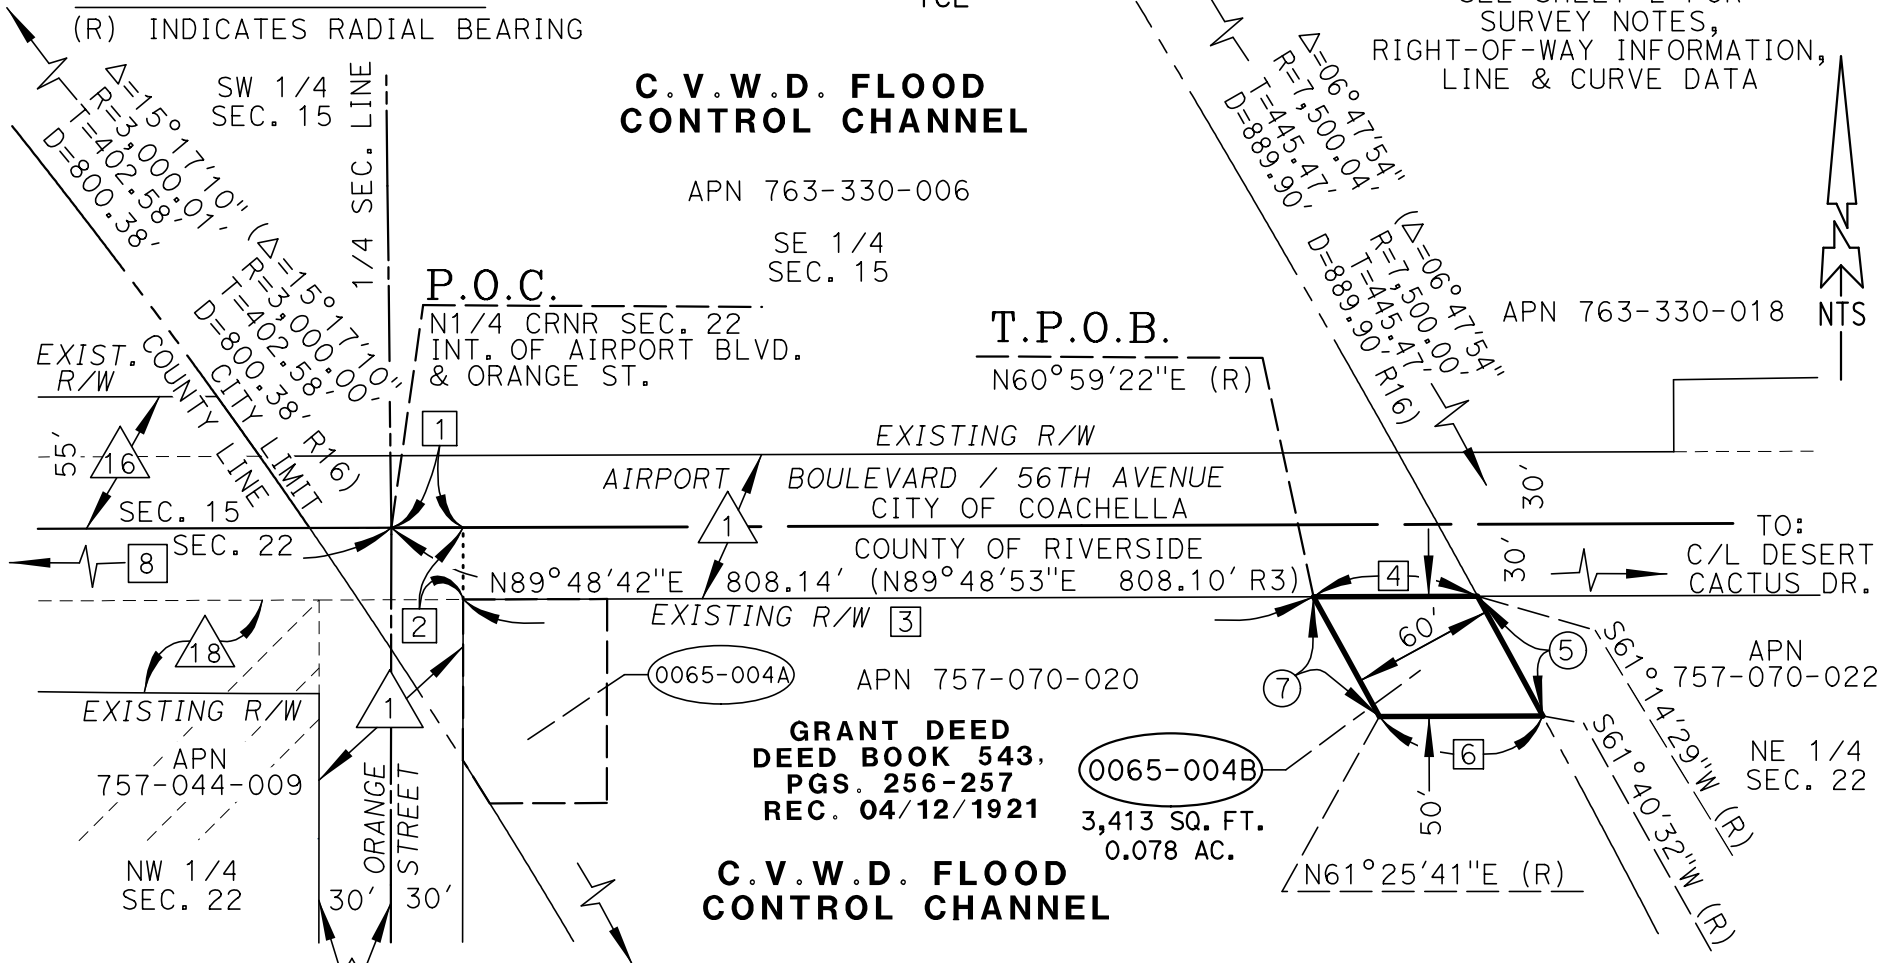 (R) INDICATES RADIAL BEARING
TCE
SURVEY NOTES,
RIGHT-OF-WAY INFORMATION,
LINE & CURVE DATA
SW 1/4
SEC. 15
1/4 SEC. LINE
C.V.W.D. FLOOD
CONTROL CHANNEL
APN 763-330-006
SE 1/4
SEC. 15
Δ=15°17'10"
R=3,000.01'
T=402.58'
D=800.38'
(Δ=15°17'10"
R=3,000.00'
T=402.58'
D=800.38' R16)
Δ=06°47'54"
R=7,500.04'
T=445.47'
D=889.90'
(Δ=06°47'54"
R=7,500.00'
T=445.47'
D=889.90' R16)
APN 763-330-018
NTS
P.O.C.
N1/4 CRNR SEC. 22
INT. OF AIRPORT BLVD.
& ORANGE ST.
T.P.O.B.
N60°59'22"E (R)
EXIST.
R/W
COUNTY LINE
CITY LIMIT
55'
16
1
EXISTING R/W
AIRPORT BOULEVARD / 56TH AVENUE
CITY OF COACHELLA
1
30'
SEC. 15
SEC. 22
8
COUNTY OF RIVERSIDE
N89°48'42"E 808.14' (N89°48'53"E 808.10' R3)
4
30'
TO:
C/L DESERT
CACTUS DR.
2
EXISTING R/W 3
18
60'
5
7
0065-004A
APN 757-070-020
APN
757-070-022
S61°14'29"W (R)
S61°40'32"W (R)
EXISTING R/W
1
APN
757-044-009
GRANT DEED
DEED BOOK 543,
PGS. 256-257
REC. 04/12/1921
0065-004B
3,413 SQ. FT.
0.078 AC.
6
50'
NE 1/4
SEC. 22
ORANGE
STREET
NW 1/4
SEC. 22
30'
30'
C.V.W.D. FLOOD
CONTROL CHANNEL
N61°25'41"E (R)